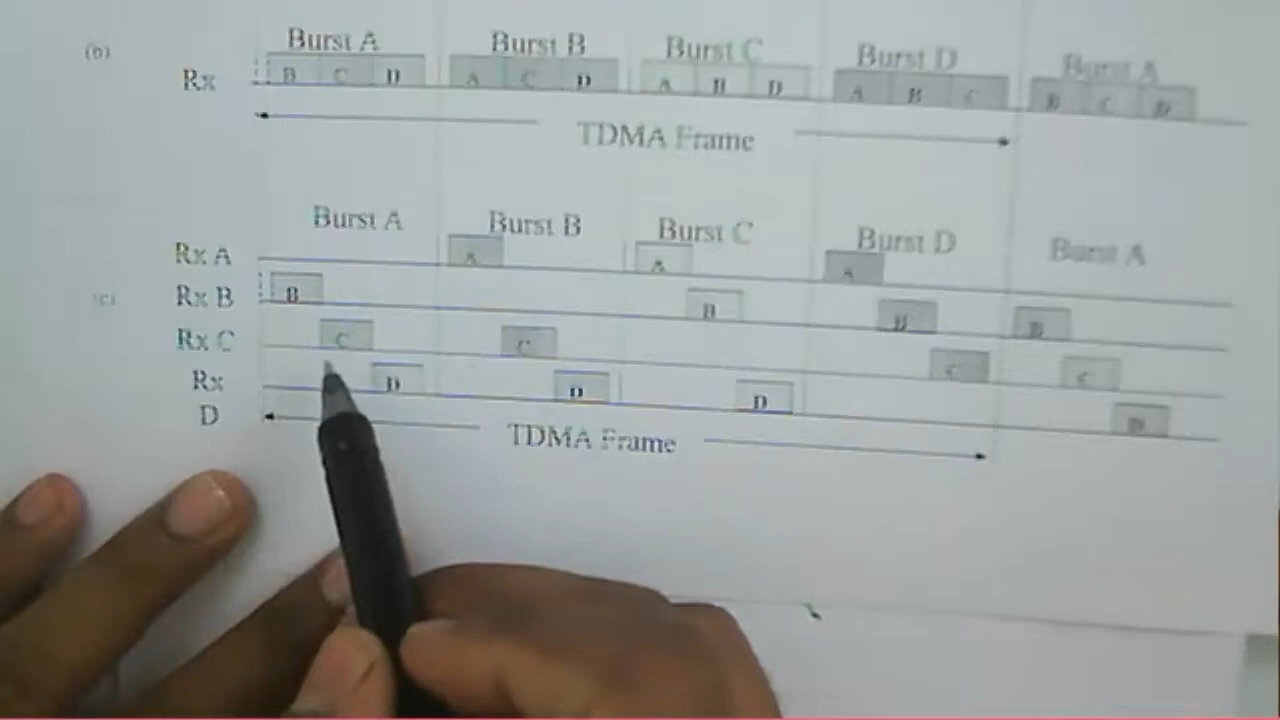 (b)
Burst A Burst B Burst C Burst D Burst A
Rx B C D A C D A B D A B C B C D
TDMA Frame
Burst A Burst B Burst C Burst D Burst A
Rx A A A A
(c) Rx B B B B B
Rx C C C C C
Rx D D D D
D
TDMA Frame